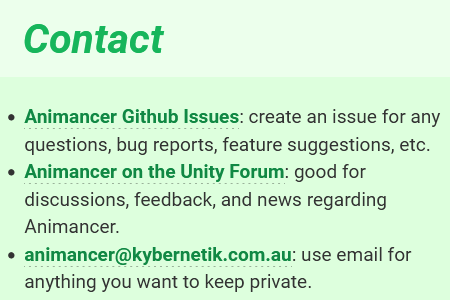 Contact
• Animancer Github Issues: create an issue for any
questions, bug reports, feature suggestions, etc.
• Animancer on the Unity Forum: good for
discussions, feedback, and news regarding
Animancer.
• animancer@kybernetik.com.au: use email for
anything you want to keep private.